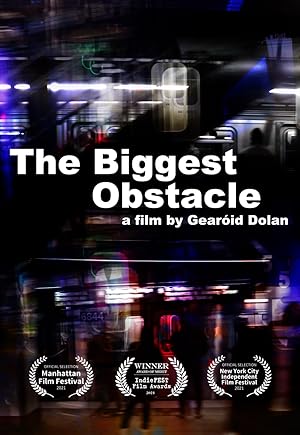 The Biggest
Obstacle
a film by Gearóid Dolan
OFFICIAL SELECTION
Manhattan
Film Festival
2021
WINNER
IndieFEST
Film Awards
2021
OFFICIAL SELECTION
New York City
Independent
Film Festival
2021